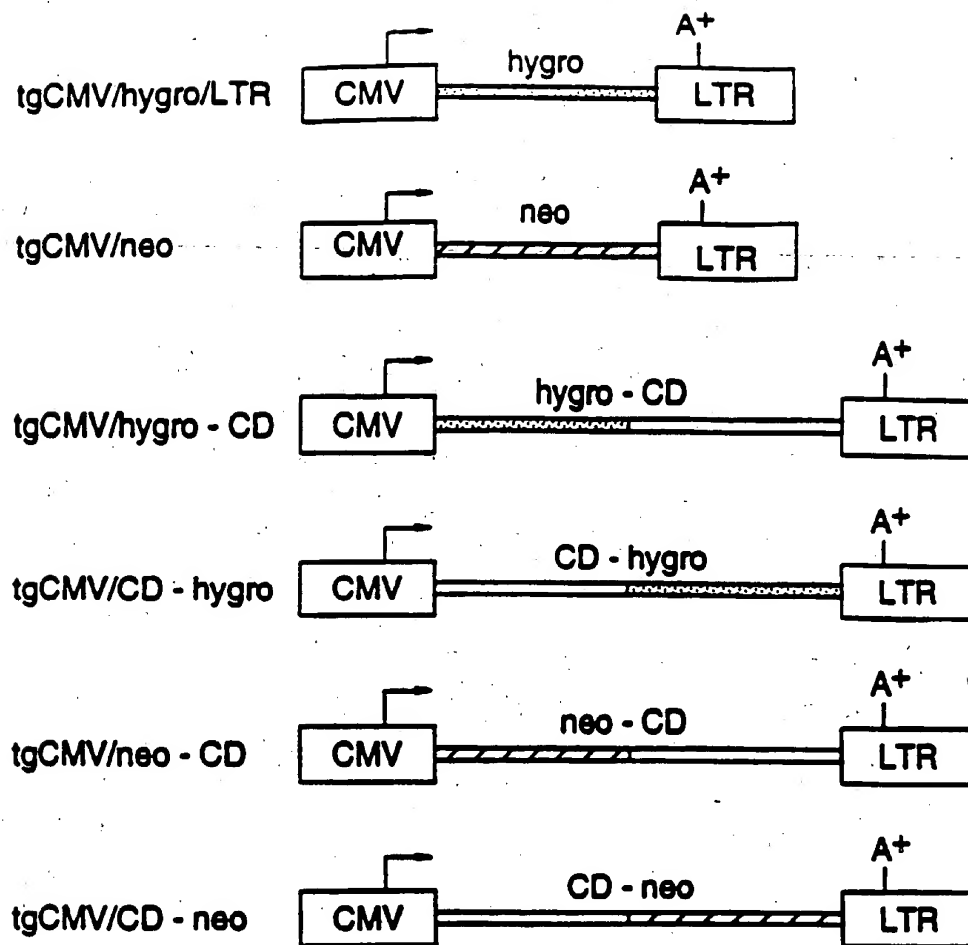 A+
hygro
tgCMV/hygro/LTR CMV LTR
A+
neo
tgCMV/neo CMV LTR
A+
hygro - CD
tgCMV/hygro - CD CMV LTR
A+
CD - hygro
tgCMV/CD - hygro CMV LTR
A+
neo - CD
tgCMV/neo - CD CMV LTR
A+
CD - neo
tgCMV/CD - neo CMV LTR